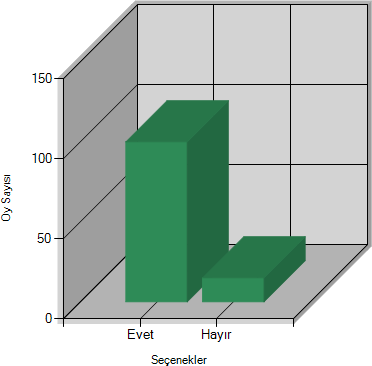 150
100
50
0
Oy Sayısı
Evet Hayır
Seçenekler